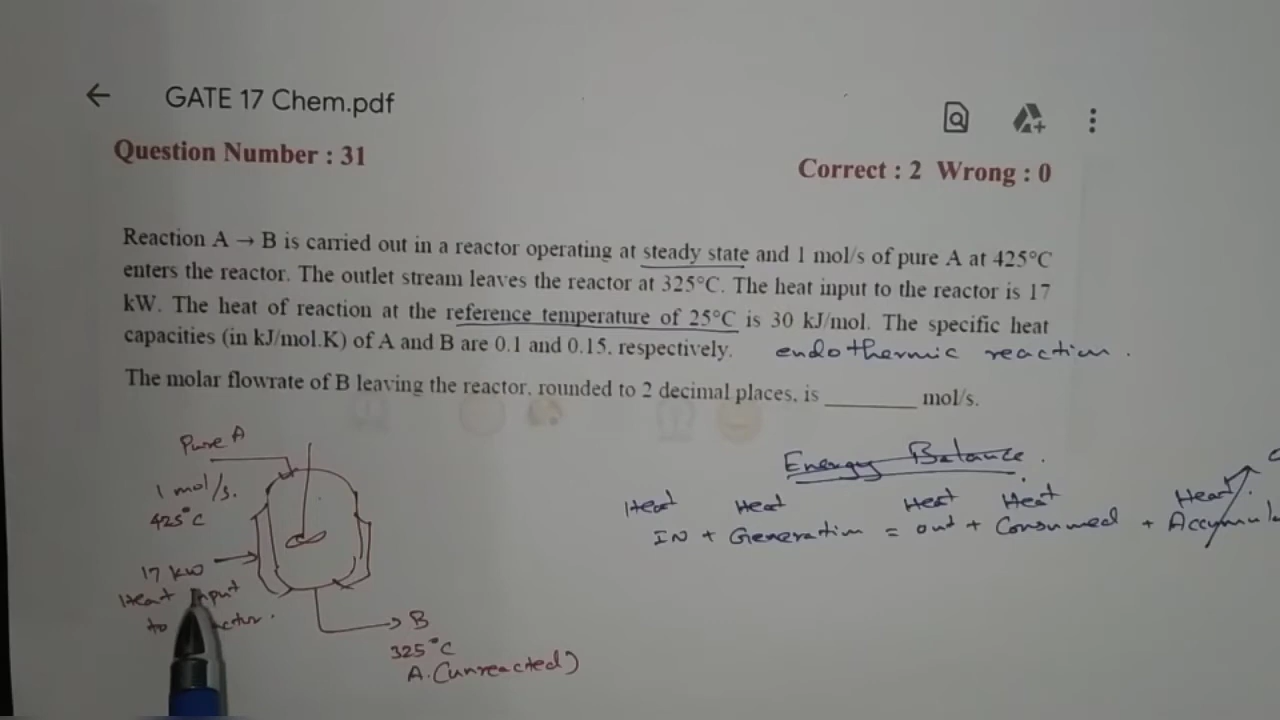 GATE 17 Chem.pdf
Question Number : 31
Correct : 2 Wrong : 0
Reaction A → B is carried out in a reactor operating at steady state and 1 mol/s of pure A at 425°C
enters the reactor. The outlet stream leaves the reactor at 325°C. The heat input to the reactor is 17
kW. The heat of reaction at the reference temperature of 25°C is 30 kJ/mol. The specific heat
capacities (in kJ/mol.K) of A and B are 0.1 and 0.15. respectively. endothermic reaction.
The molar flowrate of B leaving the reactor, rounded to 2 decimal places, is ________ mol/s.
Pure A
1 mol/s.
425°C
17 kW
Heat Input
to
B
325°C
A. (unreacted)
Energy Balance.
Heat Heat Heat Heat Heat
IN + Generation = out + Consumed +